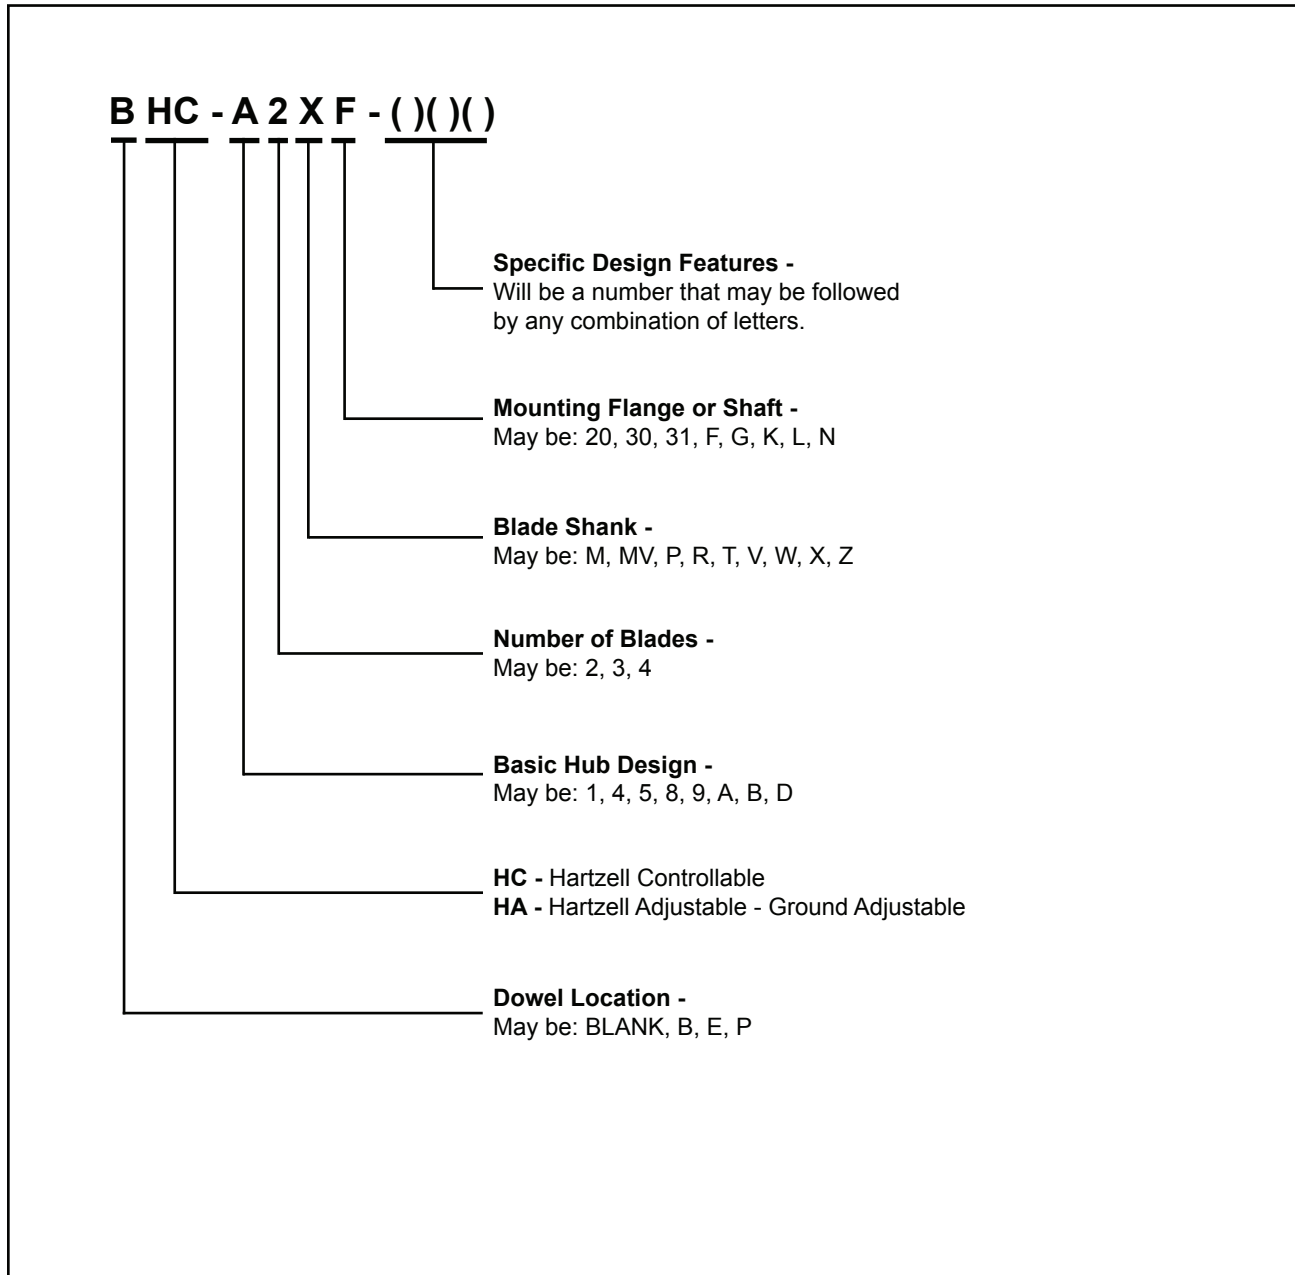 B HC - A 2 X F - ( )( )( )
Specific Design Features -
Will be a number that may be followed
by any combination of letters.
Mounting Flange or Shaft -
May be: 20, 30, 31, F, G, K, L, N
Blade Shank -
May be: M, MV, P, R, T, V, W, X, Z
Number of Blades -
May be: 2, 3, 4
Basic Hub Design -
May be: 1, 4, 5, 8, 9, A, B, D
HC - Hartzell Controllable
HA - Hartzell Adjustable - Ground Adjustable
Dowel Location -
May be: BLANK, B, E, P